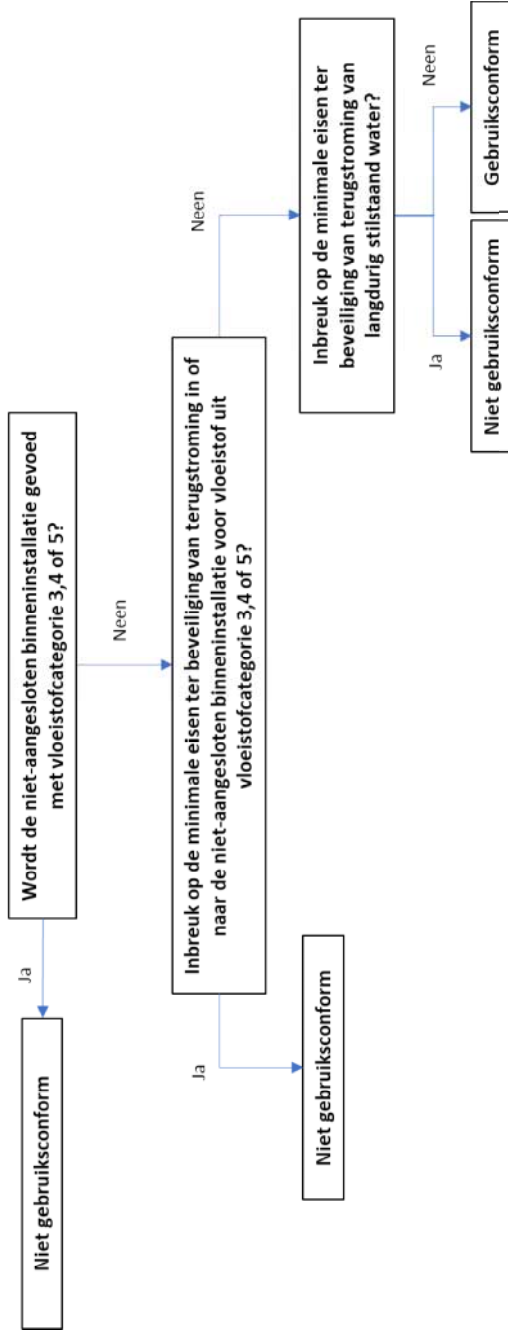 Wordt de niet-aangesloten binneninstallatie gevoed
met vloeistofcategorie 3,4 of 5?
Ja
Neen
Niet gebruiksconform
Inbreuk op de minimale eisen ter beveiliging van terugstroming in of
naar de niet-aangesloten binneninstallatie voor vloeistof uit
vloeistofcategorie 3,4 of 5?
Ja
Neen
Niet gebruiksconform
Inbreuk op de minimale eisen ter
beveiliging van terugstroming van
langdurig stilstaand water?
Ja
Neen
Niet gebruiksconform
Gebruiksconform